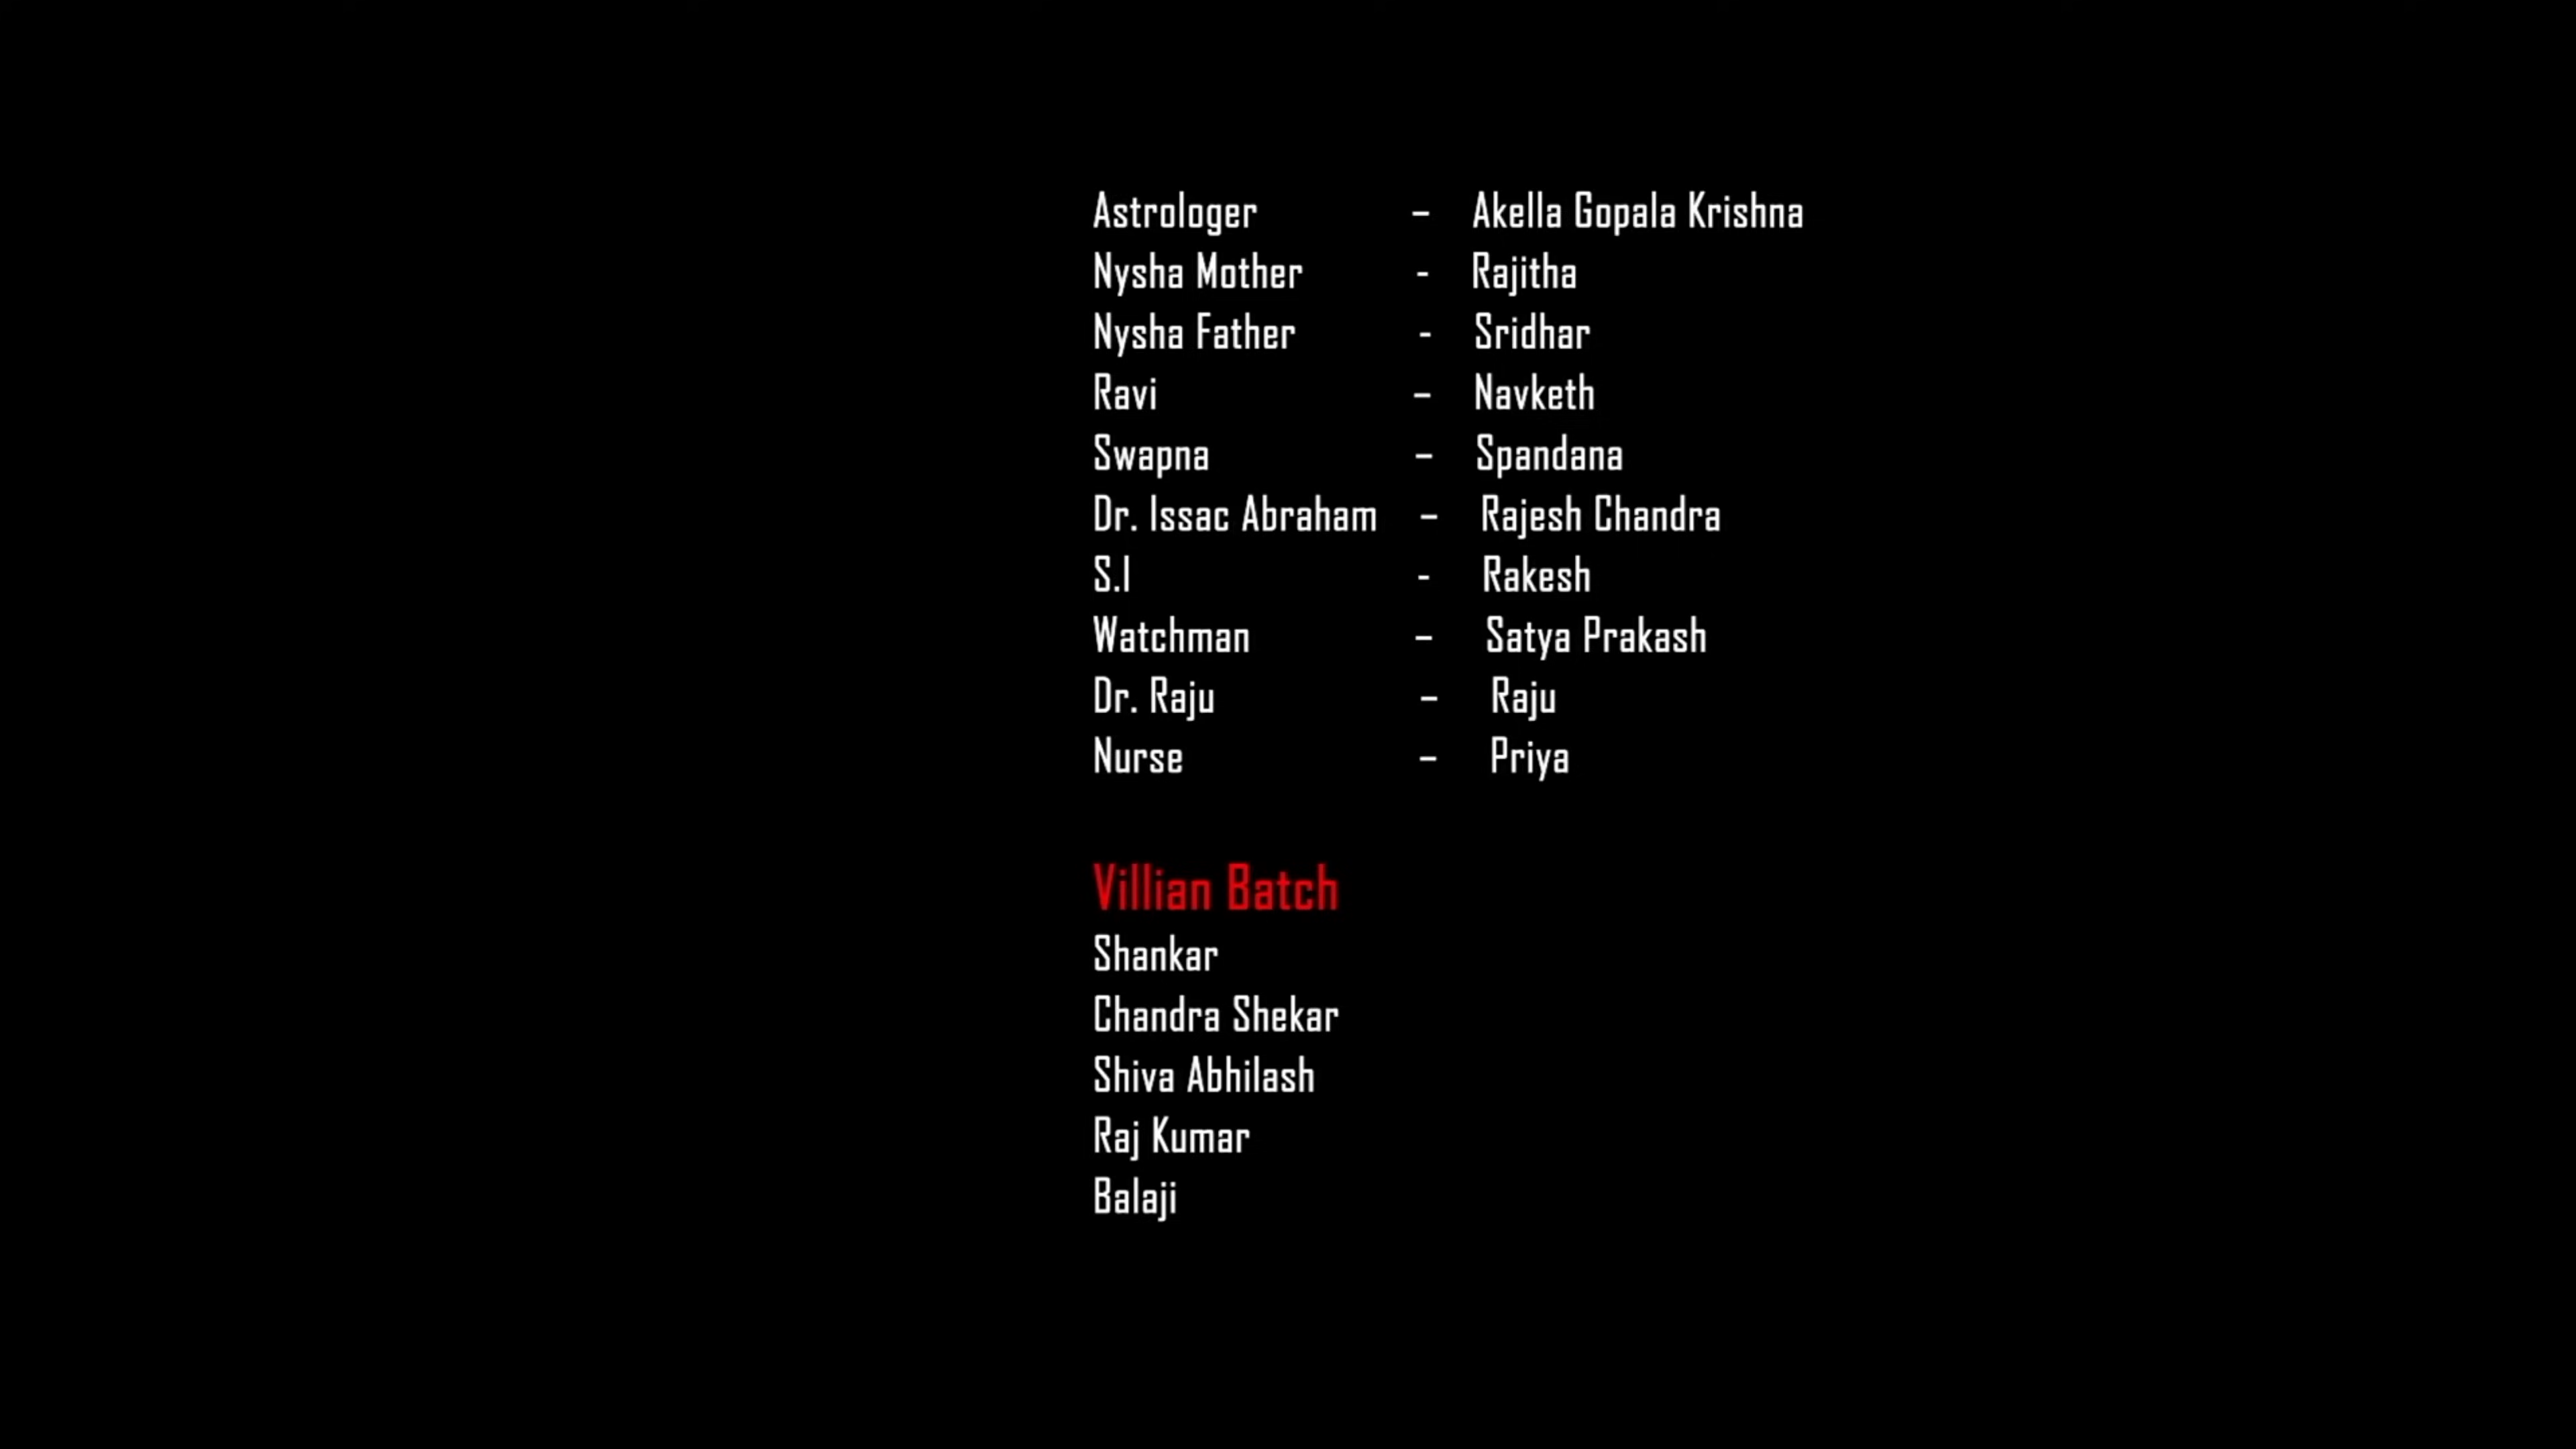 Astrologer – Akella Gopala Krishna
Nysha Mother - Rajitha
Nysha Father - Sridhar
Ravi – Navketh
Swapna – Spandana
Dr. Issac Abraham – Rajesh Chandra
S.I - Rakesh
Watchman – Satya Prakash
Dr. Raju – Raju
Nurse – Priya
Villian Batch
Shankar
Chandra Shekar
Shiva Abhilash
Raj Kumar
Balaji